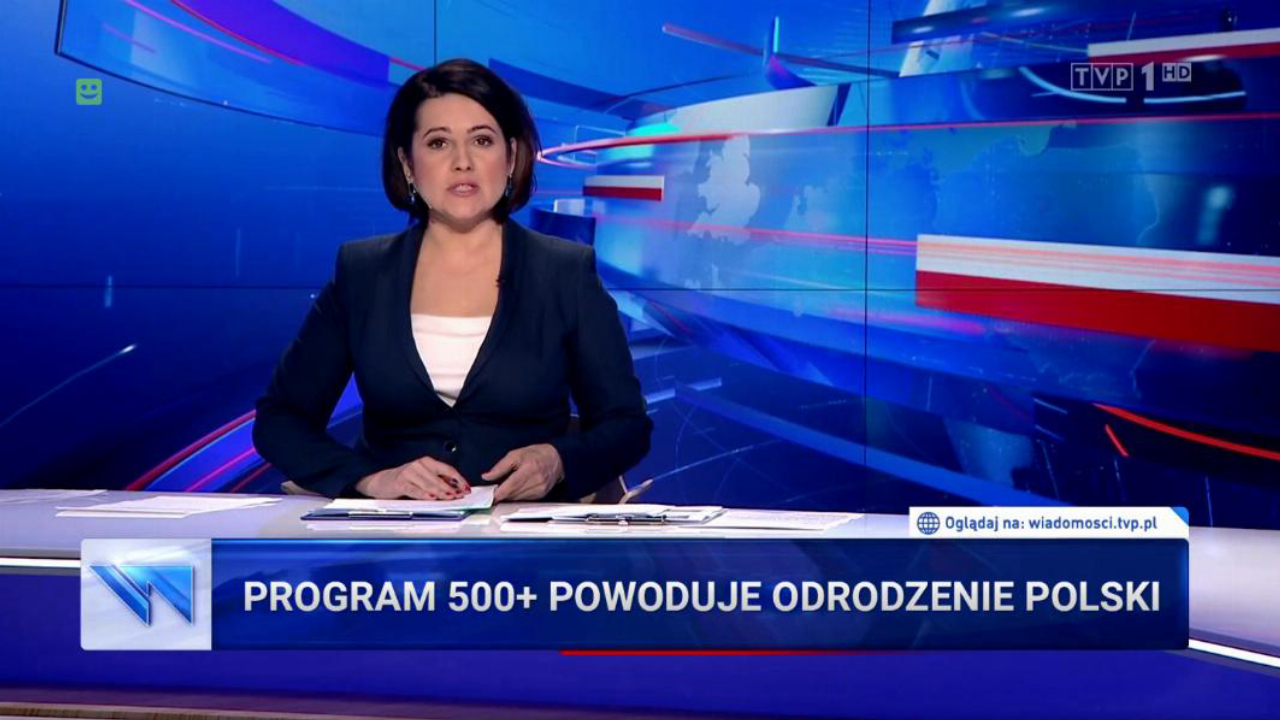 TVP 1 HD
Oglądaj na: wiadomosci.tvp.pl
PROGRAM 500+ POWODUJE ODRODZENIE POLSKI